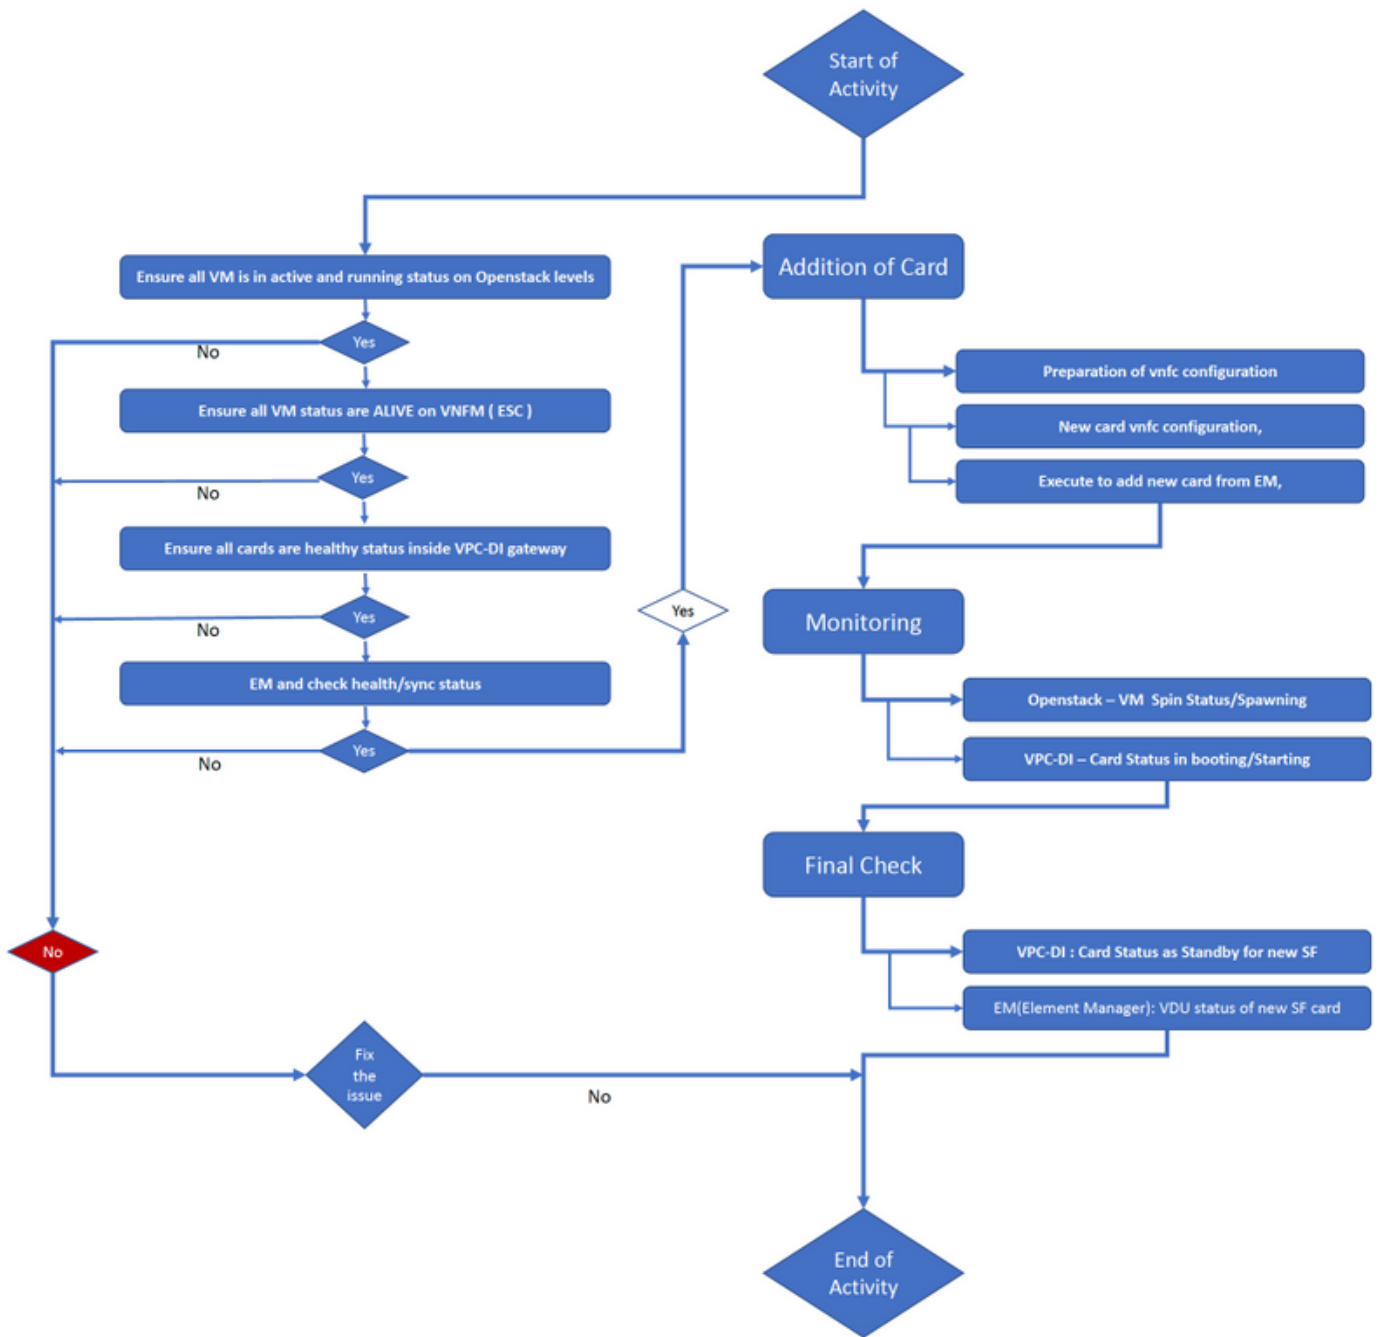 Start of
Activity
Ensure all VM is in active and running status on Openstack levels
Yes
No
Ensure all VM status are ALIVE on VNFM ( ESC )
Yes
No
Ensure all cards are healthy status inside VPC-DI gateway
Yes
No
EM and check health/sync status
Yes
No
Yes
Addition of Card
Preparation of vnfc configuration
New card vnfc configuration,
Execute to add new card from EM,
Monitoring
Openstack – VM  Spin Status/Spawning
VPC-DI – Card Status in booting/Starting
Final Check
VPC-DI : Card Status as Standby for new SF
EM(Element Manager): VDU status of new SF card
No
Fix
the
issue
No
End of
Activity